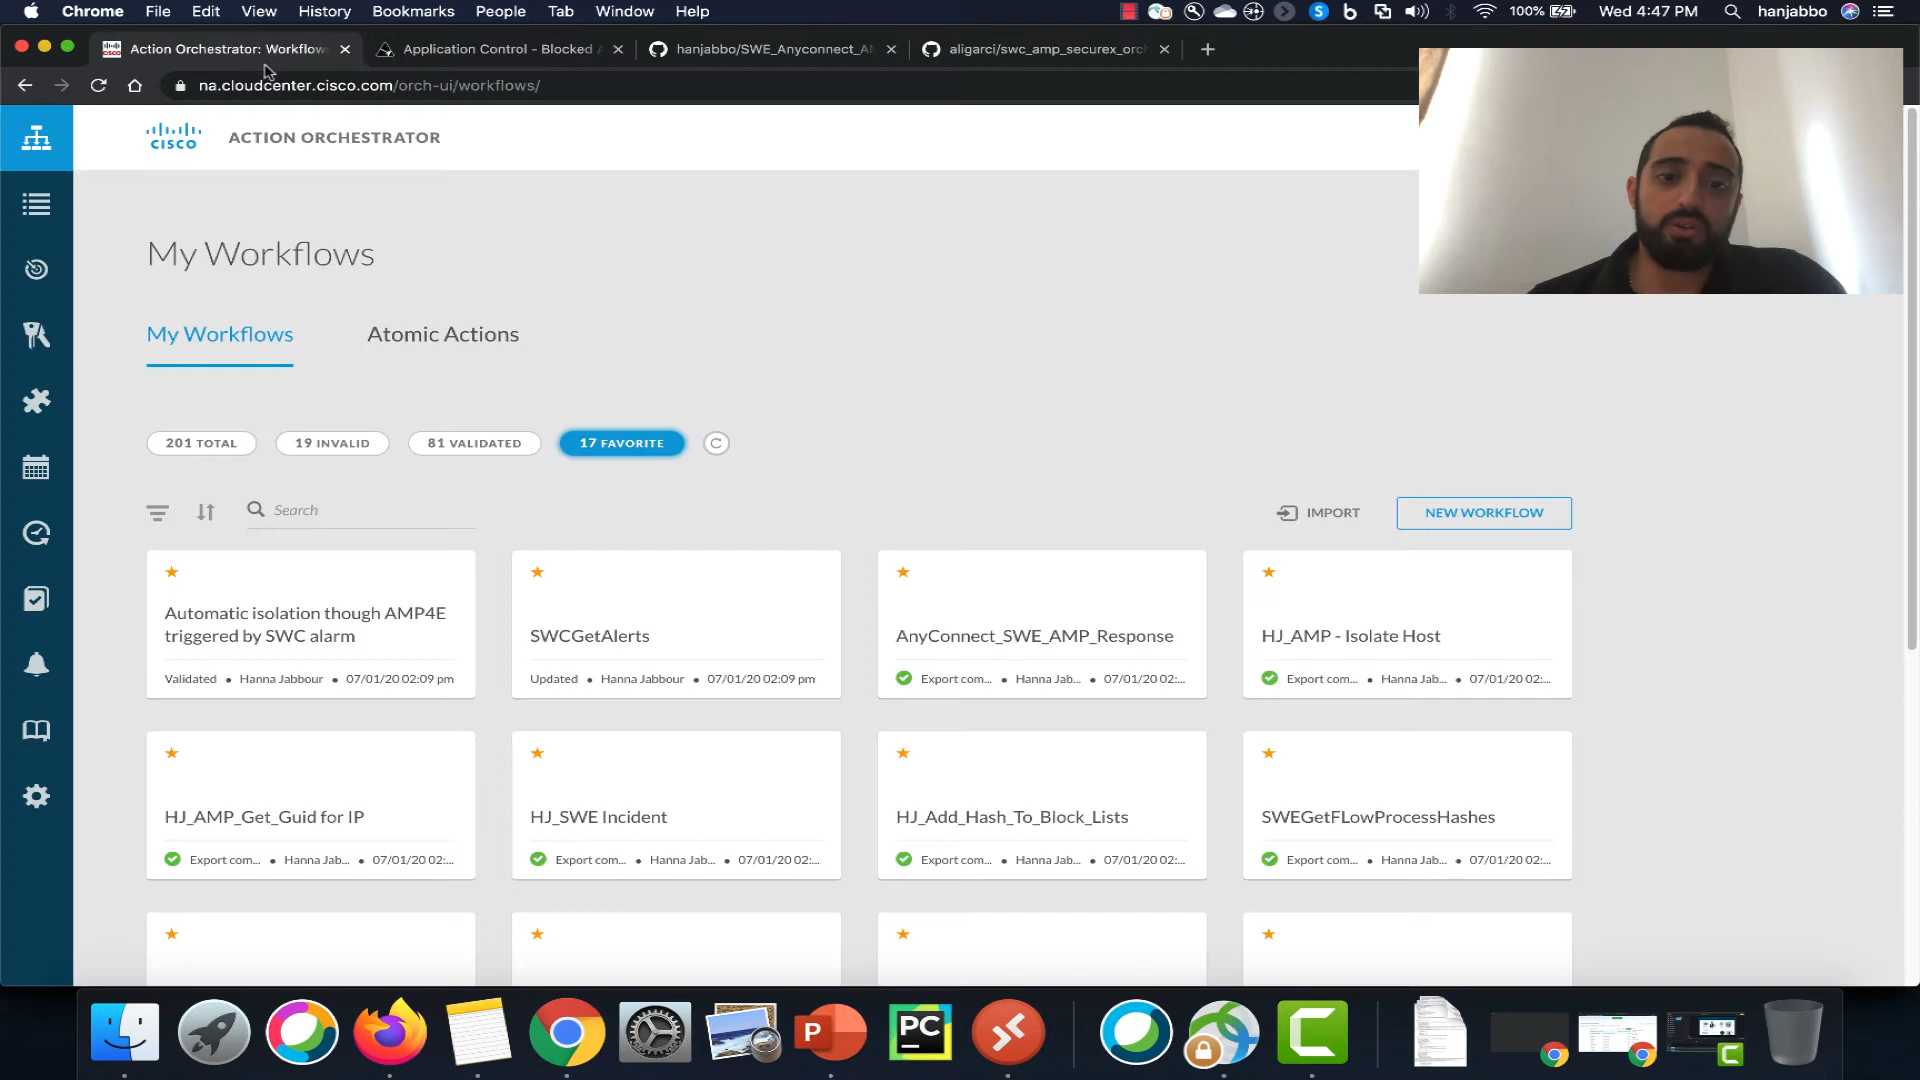 Chrome File Edit View History Bookmarks People Tab Window Help 100% Wed 4:47 PM hanjabbo
Action Orchestrator: Workflows Application Control - Blocked A hanjabbo/SWE_Anyconnect_AM aligarci/swc_amp_securex_orch
na.cloudcenter.cisco.com/orch-ui/workflows/
CISCO ACTION ORCHESTRATOR
My Workflows
My Workflows Atomic Actions
201 TOTAL 19 INVALID 81 VALIDATED 17 FAVORITE
Search IMPORT NEW WORKFLOW
Automatic isolation though AMP4E
triggered by SWC alarm
Validated • Hanna Jabbour • 07/01/20 02:09 pm
SWCGetAlerts
Updated • Hanna Jabbour • 07/01/20 02:09 pm
AnyConnect_SWE_AMP_Response
Export com... • Hanna Jab... • 07/01/20 02:...
HJ_AMP - Isolate Host
Export com... • Hanna Jab... • 07/01/20 02:...
HJ_AMP_Get_Guid for IP
Export com... • Hanna Jab... • 07/01/20 02:...
HJ_SWE Incident
Export com... • Hanna Jab... • 07/01/20 02:...
HJ_Add_Hash_To_Block_Lists
Export com... • Hanna Jab... • 07/01/20 02:...
SWEGetFLowProcessHashes
Export com... • Hanna Jab... • 07/01/20 02:...
P PC C